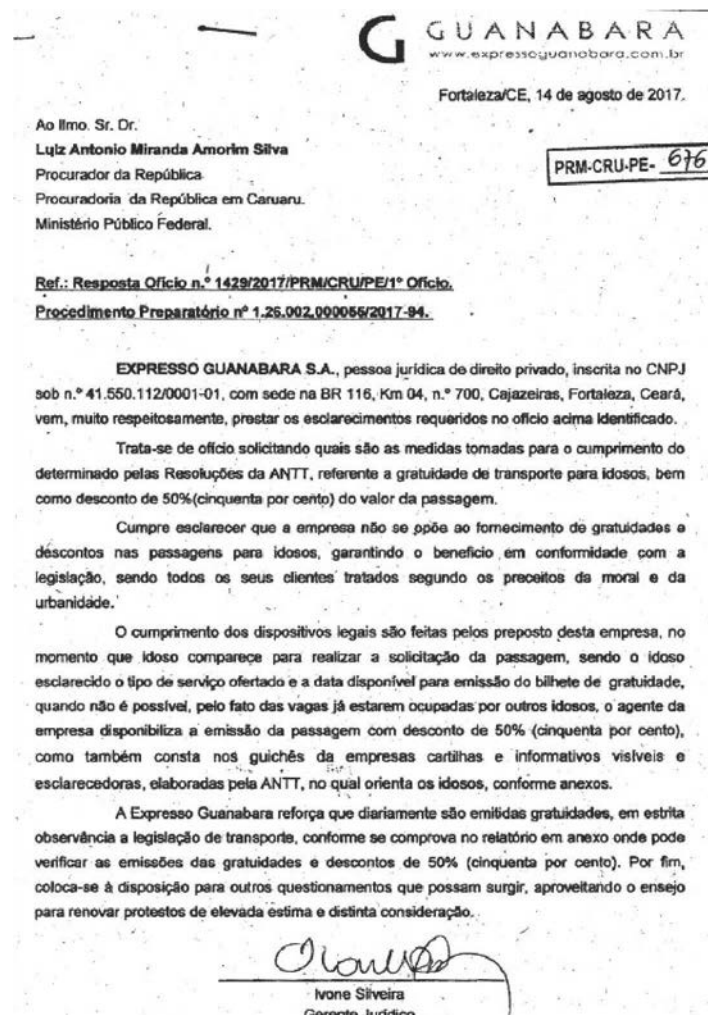 G GUANABARA
www.expressoguanabara.com.br
Fortaleza/CE, 14 de agosto de 2017.
Ao Ilmo. Sr. Dr.
Luiz Antonio Miranda Amorim Silva
Procurador da República
Procuradoria da República em Caruaru.
Ministério Público Federal.
PRM-CRU-PE- 676
Ref.: Resposta Ofício n.º 1429/2017/PRM/CRU/PE/1º Ofício.
Procedimento Preparatório nº 1.26.002.000055/2017-94.
EXPRESSO GUANABARA S.A., pessoa jurídica de direito privado, inscrita no CNPJ
sob n.º 41.550.112/0001-01, com sede na BR 116, Km 04, n.º 700, Cajazeiras, Fortaleza, Ceará,
vem, muito respeitosamente, prestar os esclarecimentos requeridos no ofício acima identificado.
Trata-se de ofício solicitando quais são as medidas tomadas para o cumprimento do
determinado pelas Resoluções da ANTT, referente a gratuidade de transporte para idosos, bem
como desconto de 50%(cinquenta por cento) do valor da passagem.
Cumpre esclarecer que a empresa não se opõe ao fornecimento de gratuidades e
descontos nas passagens para idosos, garantindo o benefício em conformidade com a
legislação, sendo todos os seus clientes tratados segundo os preceitos da moral e da
urbanidade.
O cumprimento dos dispositivos legais são feitas pelos preposto desta empresa, no
momento que idoso comparece para realizar a solicitação da passagem, sendo o idoso
esclarecido o tipo de serviço ofertado e a data disponível para emissão do bilhete de gratuidade,
quando não é possível, pelo fato das vagas já estarem ocupadas por outros idosos, o agente da
empresa disponibiliza a emissão da passagem com desconto de 50% (cinquenta por cento),
como também consta nos guichês da empresas cartilhas e informativos visíveis e
esclarecedoras, elaboradas pela ANTT, no qual orienta os idosos, conforme anexos.
A Expresso Guanabara reforça que diariamente são emitidas gratuidades, em estrita
observância a legislação de transporte, conforme se comprova no relatório em anexo onde pode
verificar as emissões das gratuidades e descontos de 50% (cinquenta por cento). Por fim,
coloca-se à disposição para outros questionamentos que possam surgir, aproveitando o ensejo
para renovar protestos de elevada estima e distinta consideração.
Ivone Silveira
Gerente Jurídico